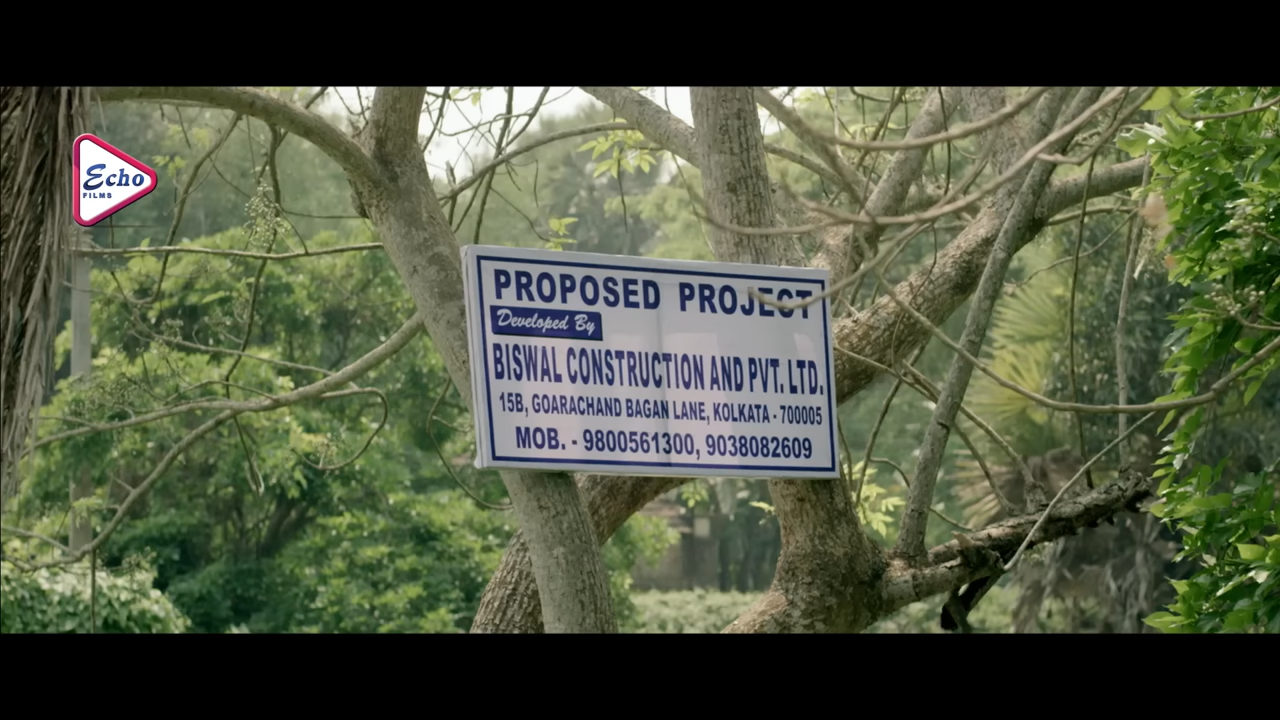 Echo
FILMS
PROPOSED PROJECT
Developed By
BISWAL CONSTRUCTION AND PVT. LTD.
15B, GOARACHAND BAGAN LANE, KOLKATA - 700005
MOB. - 9800561300, 9038082609